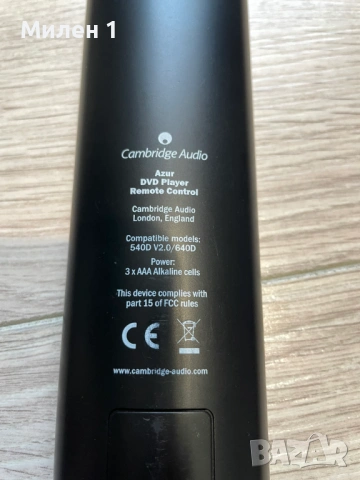 Милен 1
Cambridge Audio
Azur
DVD Player
Remote Control
Cambridge Audio
London, England
Compatible models:
540D V2.0/640D
Power:
3 x AAA Alkaline cells
This device complies with
part 15 of FCC rules
CE
www.cambridge-audio.com
BAZAR